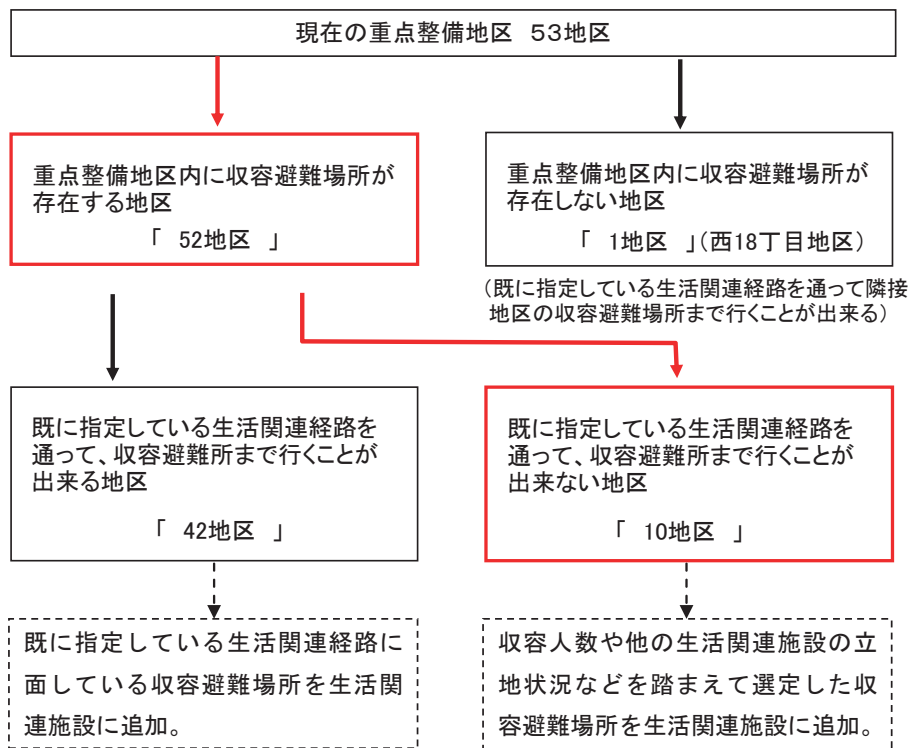 現在の重点整備地区 53地区
重点整備地区内に収容避難場所が
存在する地区
「 52地区 」
重点整備地区内に収容避難場所が
存在しない地区
「 1地区 」(西18丁目地区)
(既に指定している生活関連経路を通って隣接
地区の収容避難場所まで行くことが出来る)
既に指定している生活関連経路を
通って、収容避難所まで行くことが
出来る地区
「 42地区 」
既に指定している生活関連経路を
通って、収容避難所まで行くことが
出来ない地区
「 10地区 」
既に指定している生活関連経路に
面している収容避難場所を生活関
連施設に追加。
収容人数や他の生活関連施設の立
地状況などを踏まえて選定した収
容避難場所を生活関連施設に追加。